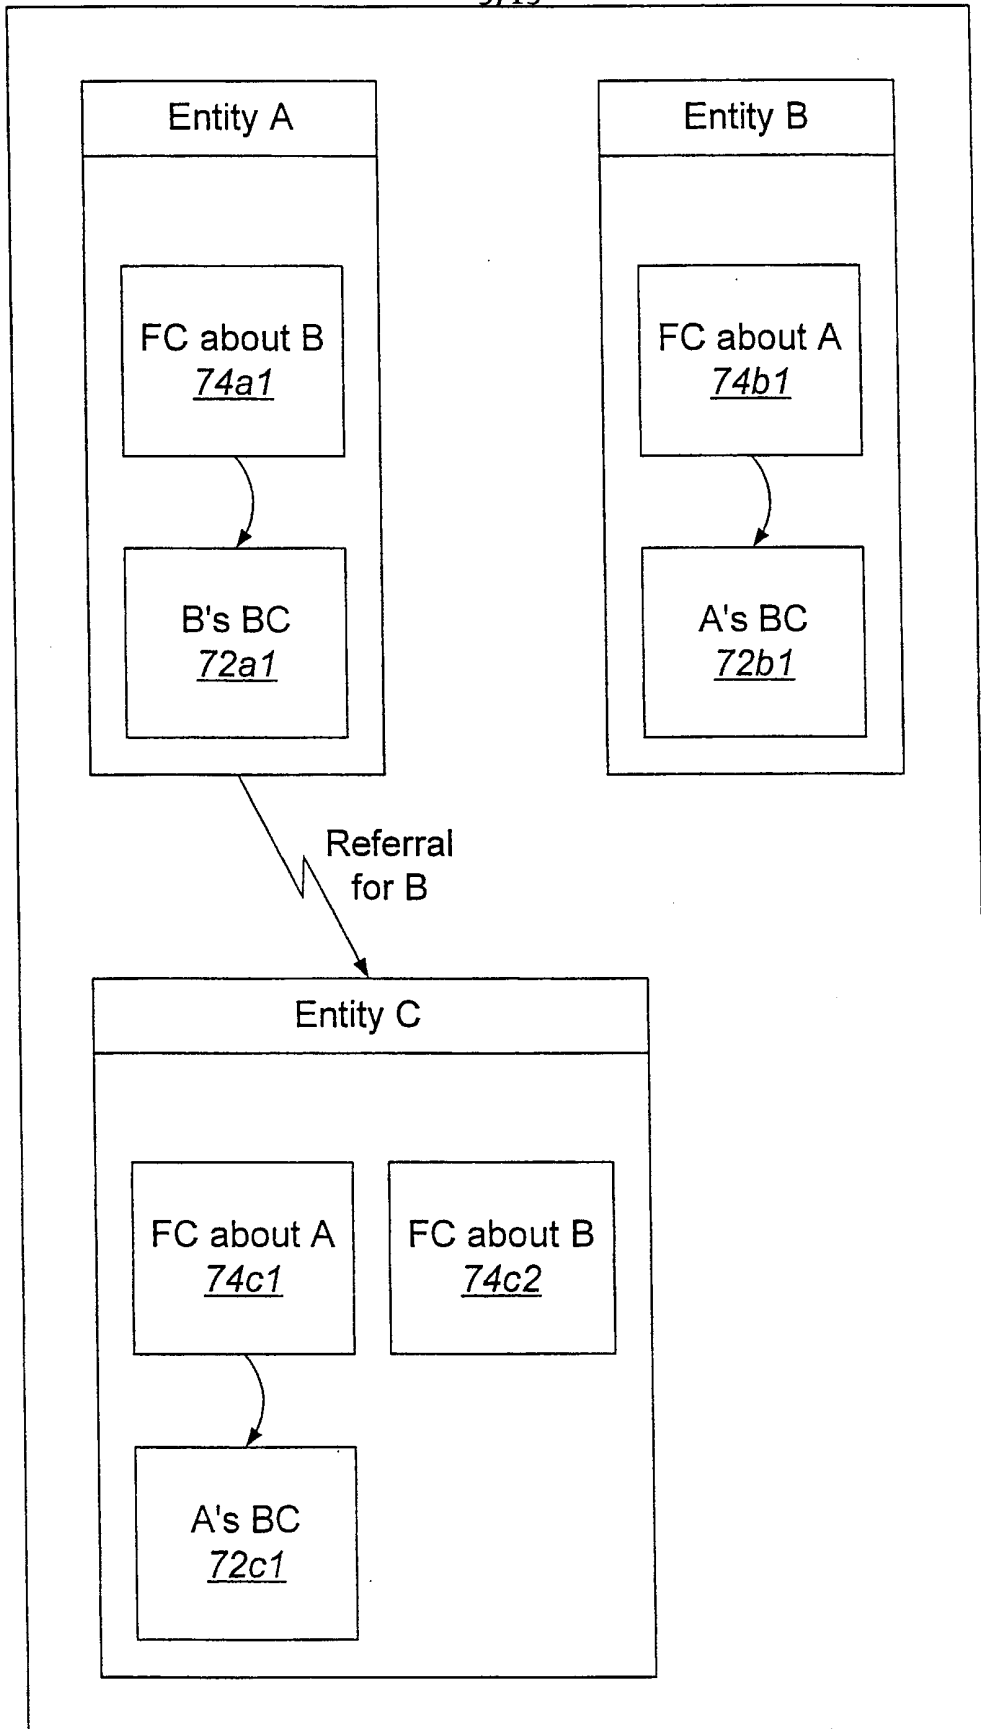 Entity A
FC about B
74a1
B's BC
72a1
Entity B
FC about A
74b1
A's BC
72b1
Referral
for B
Entity C
FC about A
74c1
FC about B
74c2
A's BC
72c1